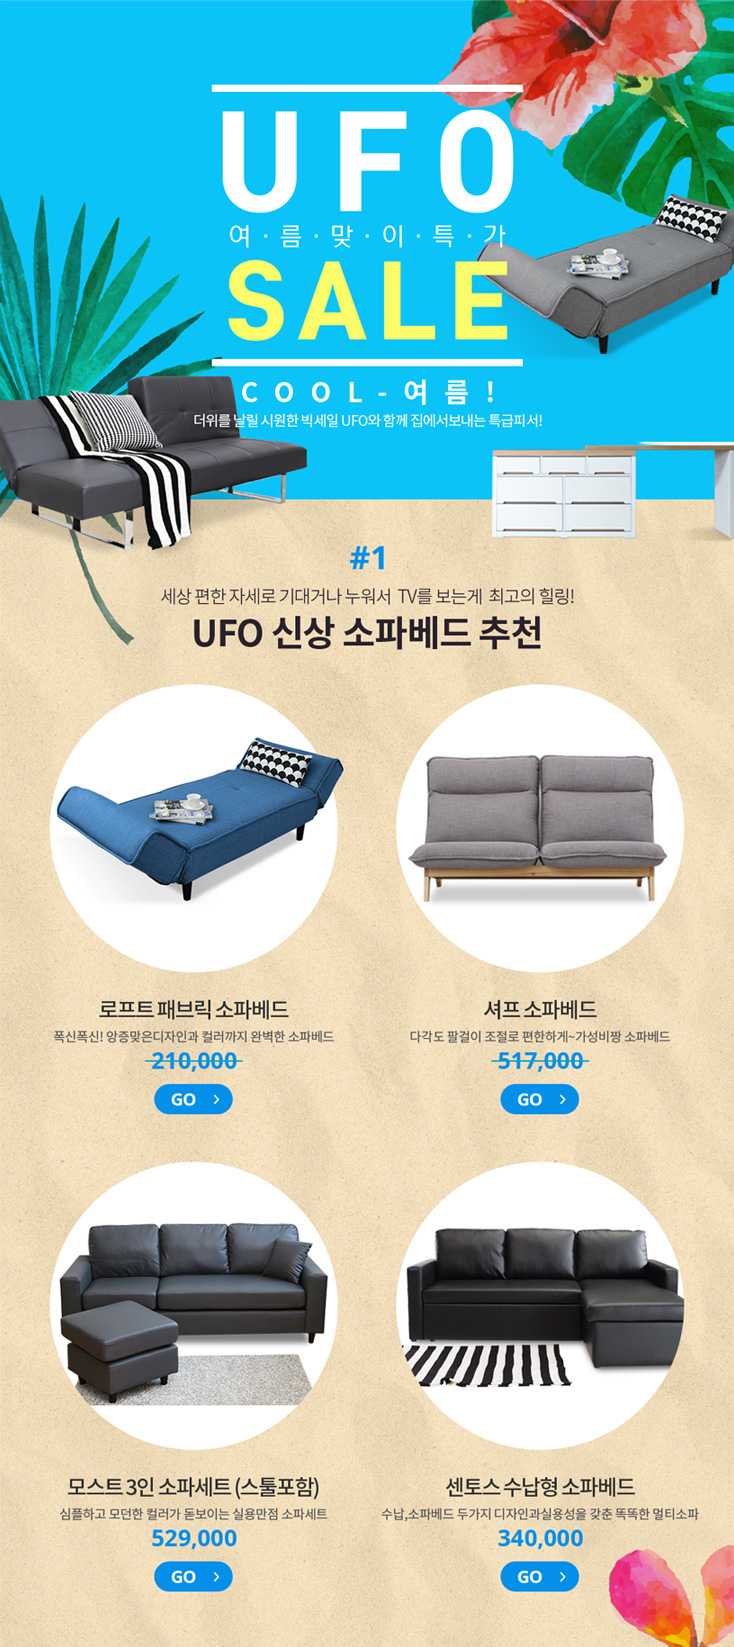 UFO
여·름·맞·이·특·가
SALE
COOL-여름!
더위를 날릴 시원한 빅세일 UFO와 함께 집에서보내는 특급피서!
#1
세상 편한 자세로 기대거나 누워서 TV를 보는게 최고의 힐링!
UFO 신상 소파베드 추천
로프트 패브릭 소파베드
폭신폭신! 앙증맞은디자인과 컬러까지 완벽한 소파베드
210,000
GO >
셔프 소파베드
다각도 팔걸이 조절로 편한하게~가성비짱 소파베드
517,000
GO >
모스트 3인 소파세트 (스툴포함)
심플하고 모던한 컬러가 돋보이는 실용만점 소파세트
529,000
GO >
센토스 수납형 소파베드
수납,소파베드 두가지 디자인과실용성을 갖춘 똑똑한 멀티소파
340,000
GO >